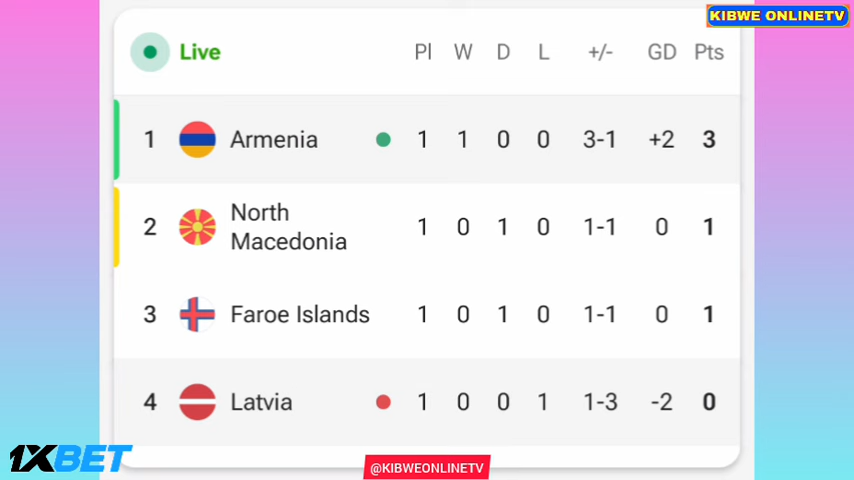 KIBWE ONLINETV
Live Pl W D L +/- GD Pts
1 Armenia 1 1 0 0 3-1 +2 3
2 North
Macedonia 1 0 1 0 1-1 0 1
3 Faroe Islands 1 0 1 0 1-1 0 1
4 Latvia 1 0 0 1 1-3 -2 0
1XBET
@KIBWEONLINETV